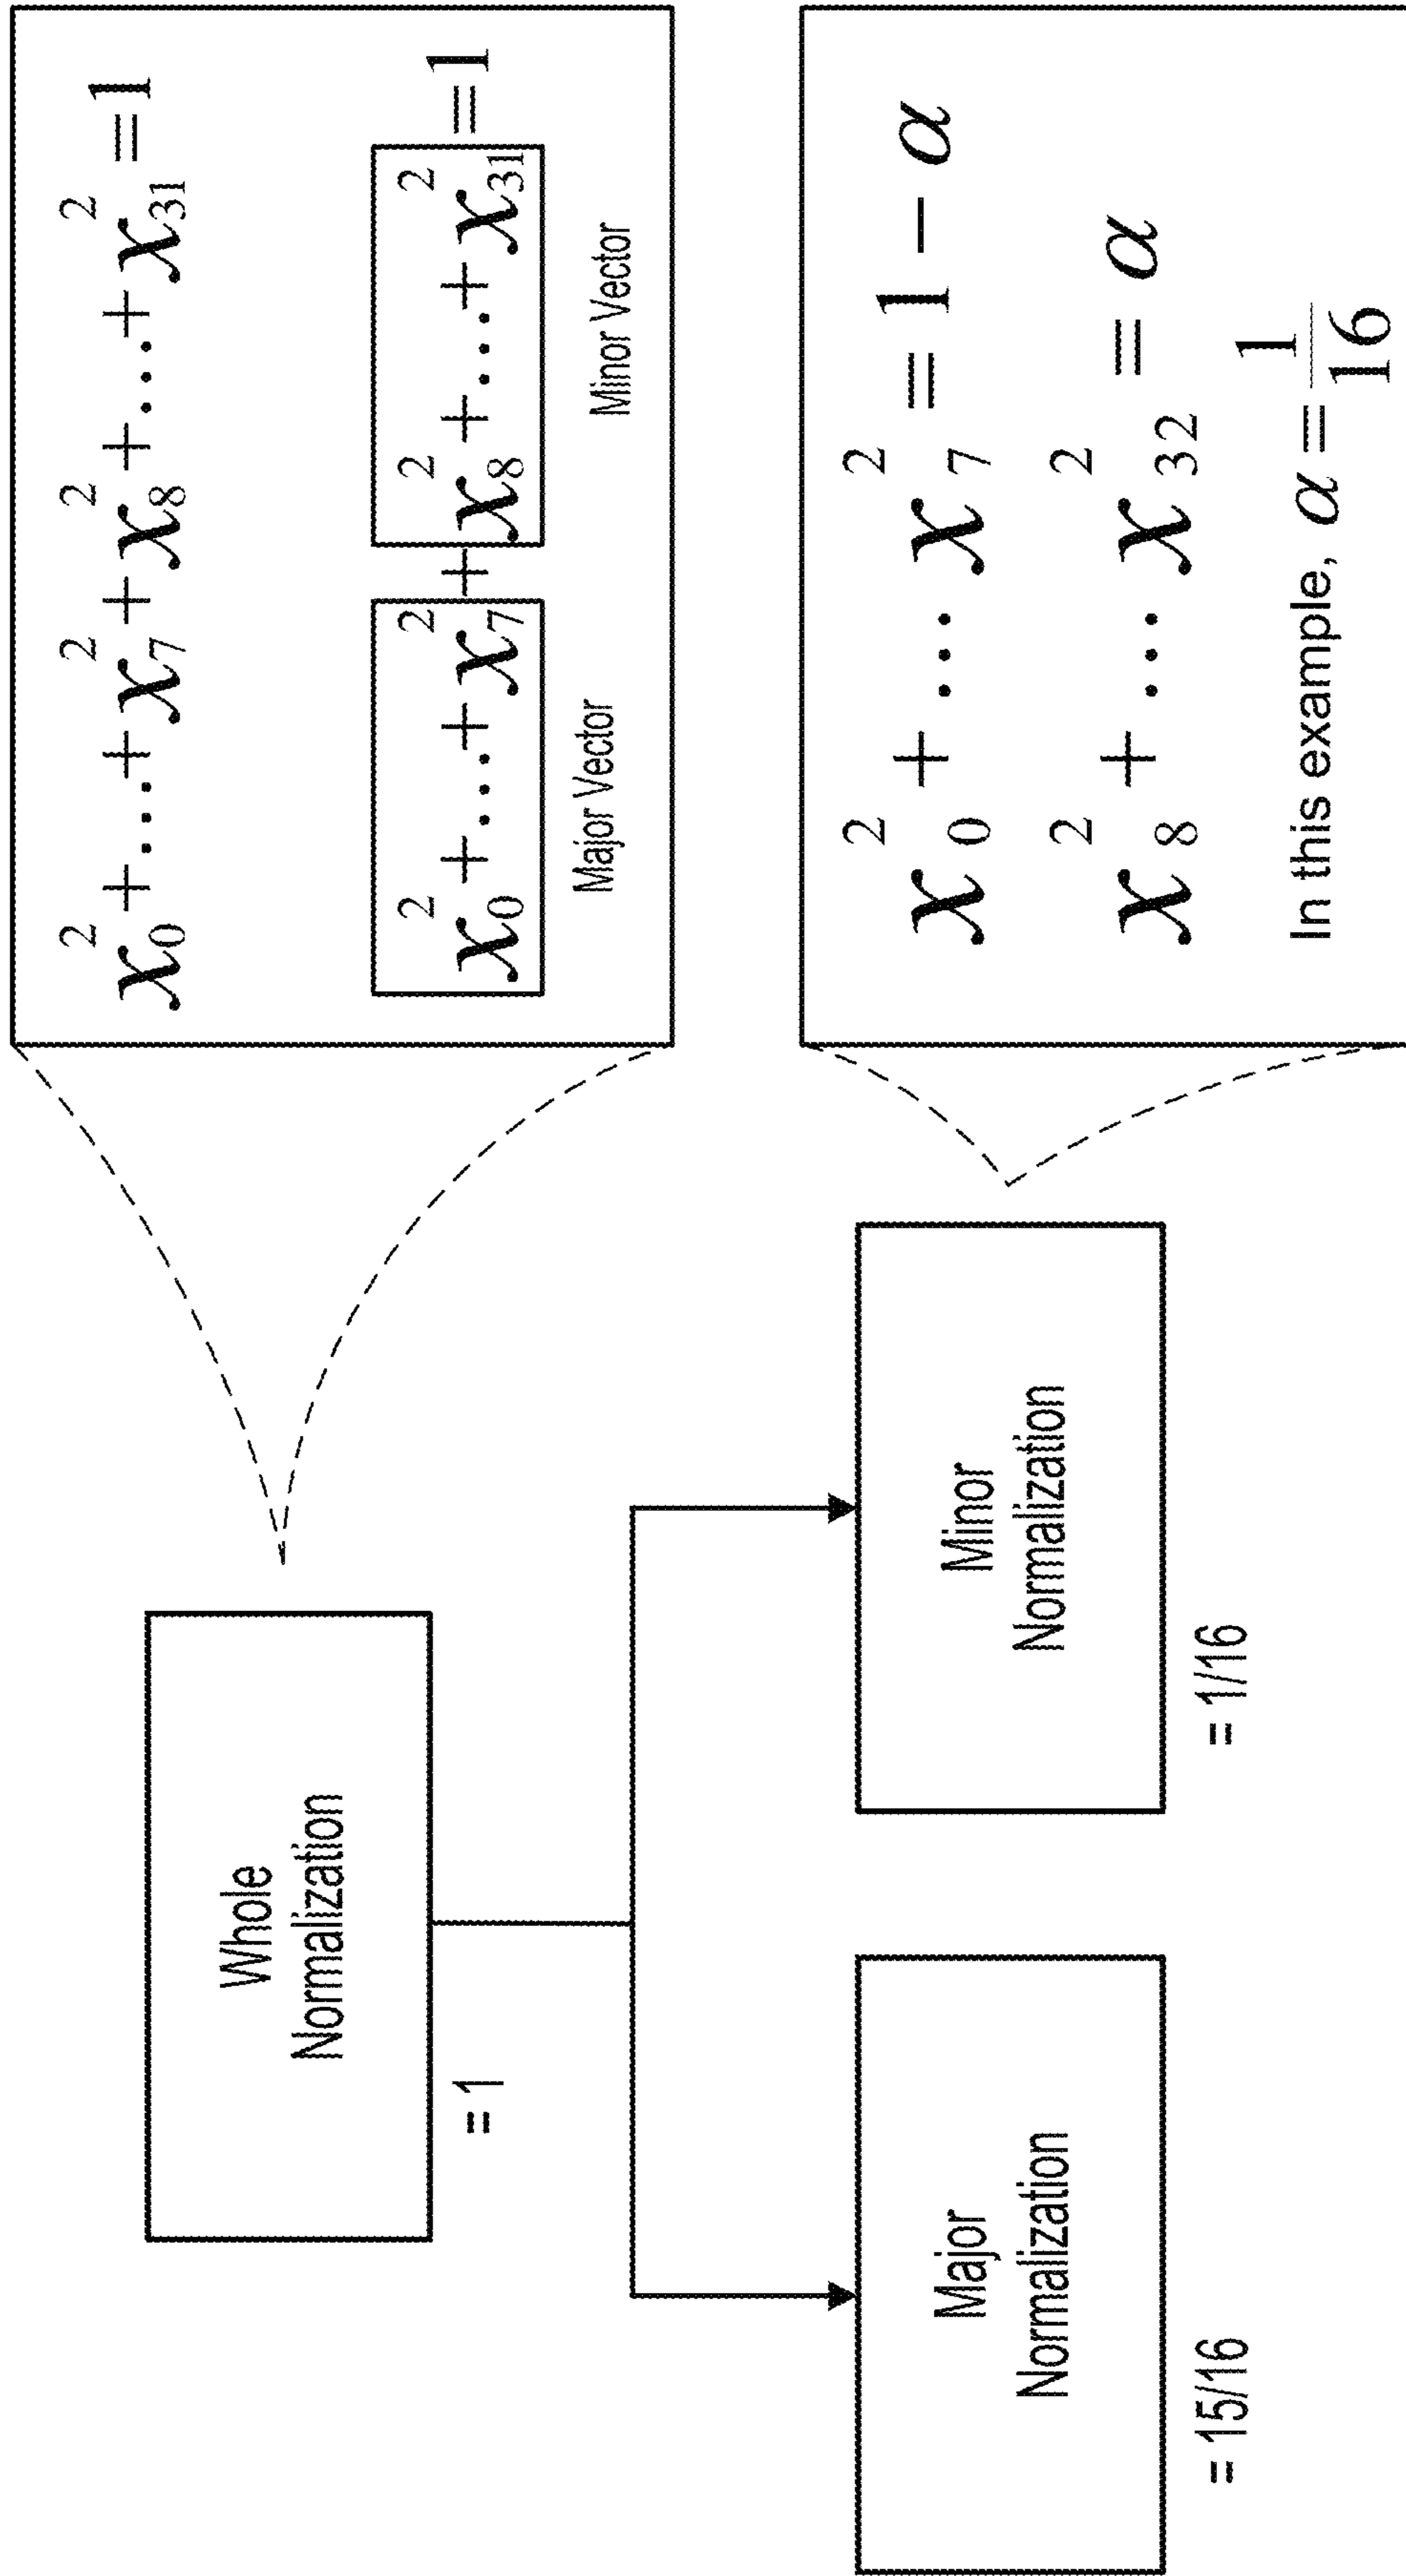 Whole
Normalization
= 1
Major
Normalization
= 15/16
Minor
Normalization
= 1/16
x₀² +...+ x₇² + x₈² +...+ x₃₁² = 1
x₀² +...+ x₇² + x₈² +...+ x₃₁² = 1
Major Vector
Minor Vector
x₀² + ... x₇² = 1 − α
x₈² + ... x₃₂² = α
In this example, α = 1/16